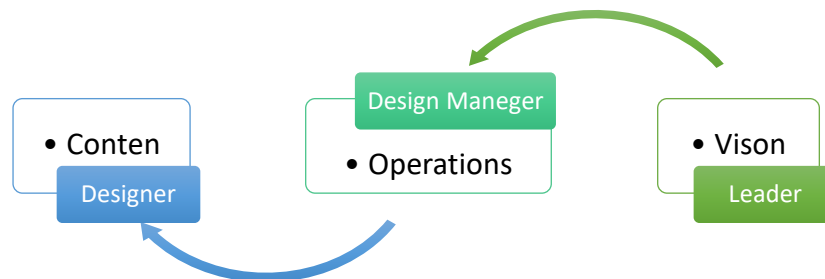 • Conten
Designer
Design Maneger
• Operations
• Vison
Leader